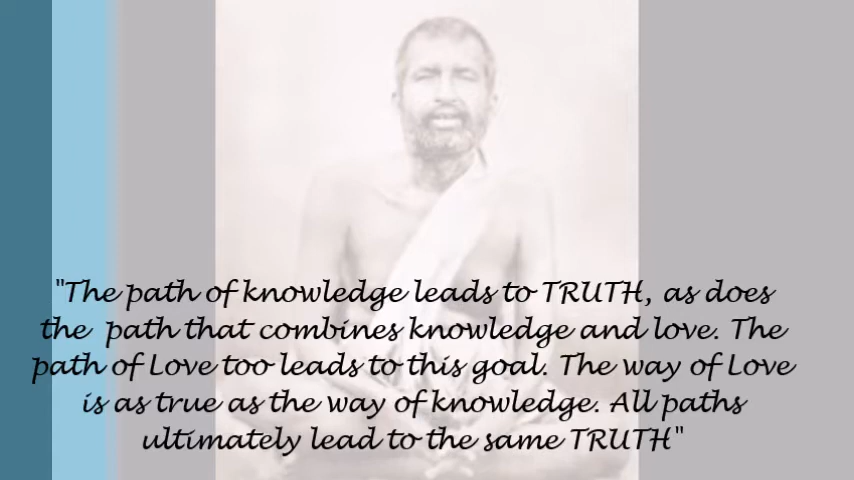 "The path of knowledge leads to TRUTH, as does
the path that combines knowledge and love. The
path of Love too leads to this goal. The way of Love
is as true as the way of knowledge. All paths
ultimately lead to the same TRUTH"